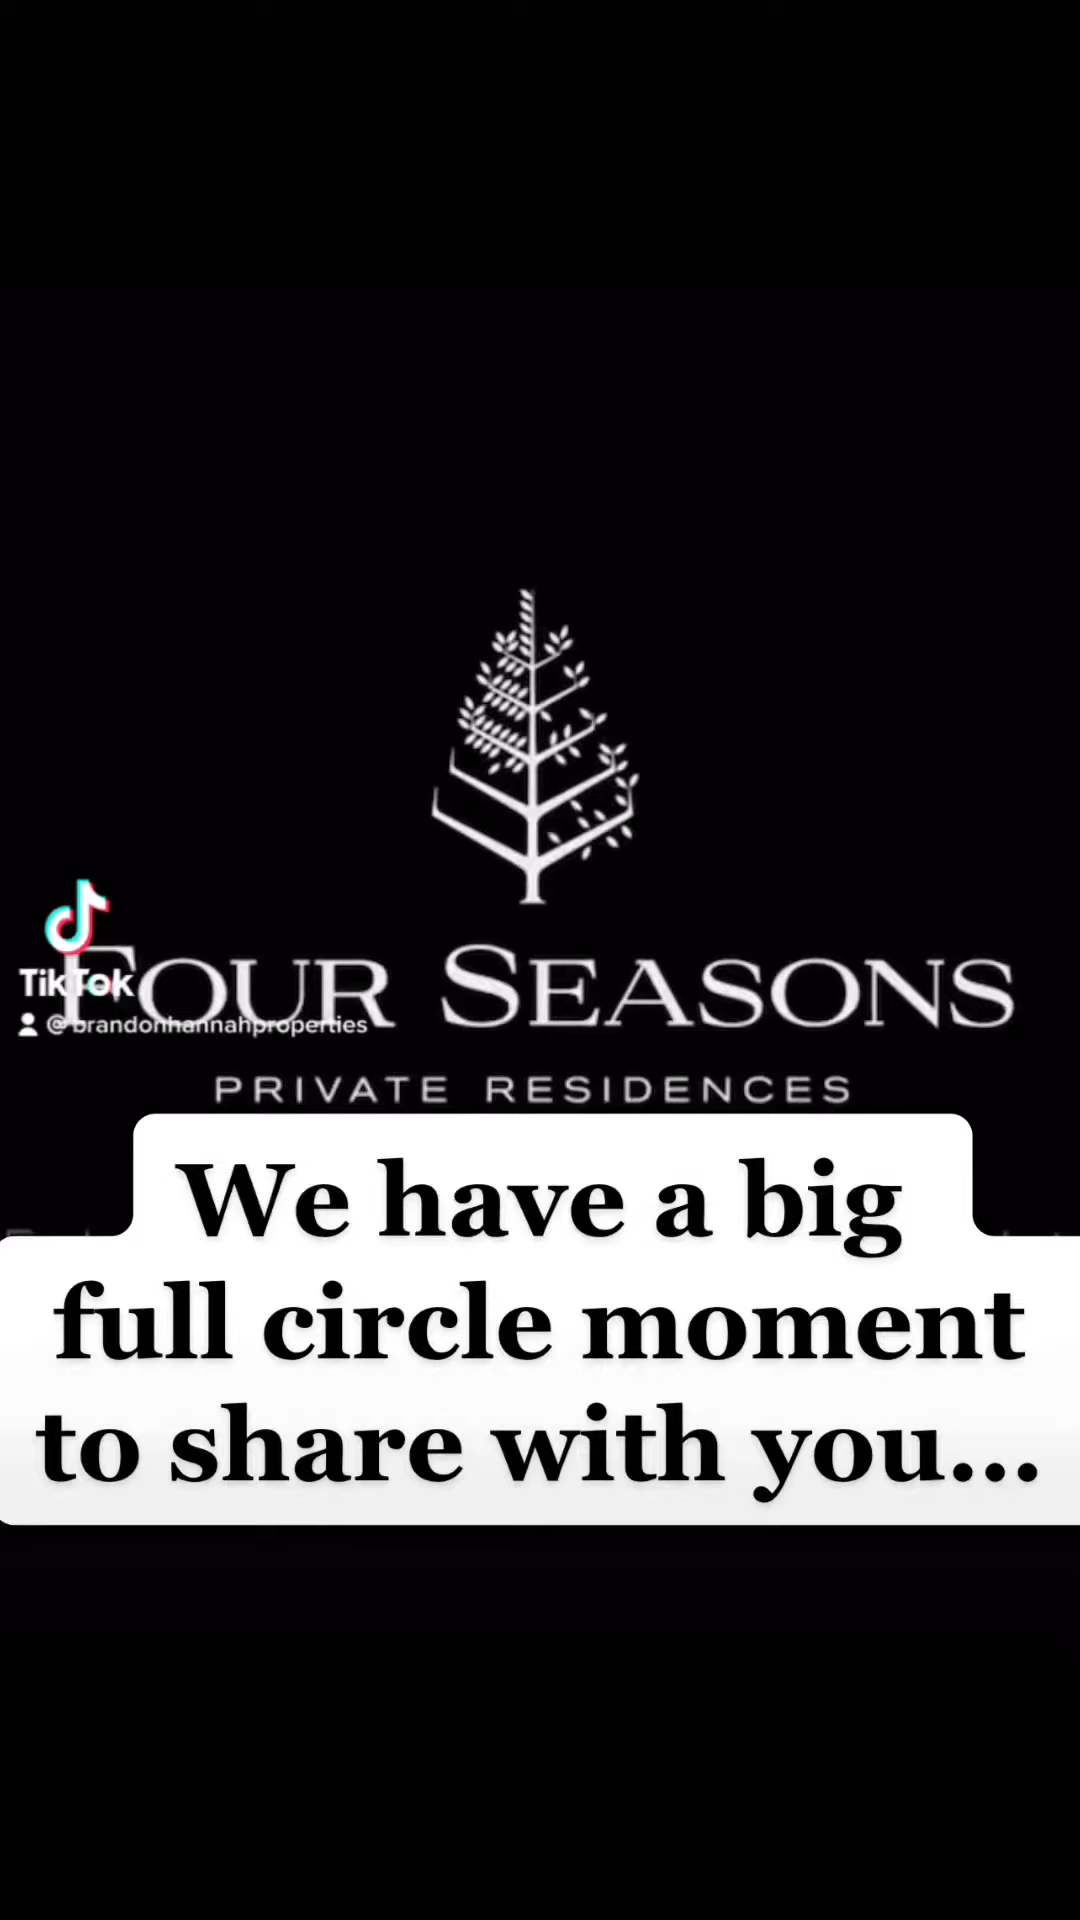 TikTok
@brandonhannahproperties
FOUR SEASONS
PRIVATE RESIDENCES
We have a big
full circle moment
to share with you...